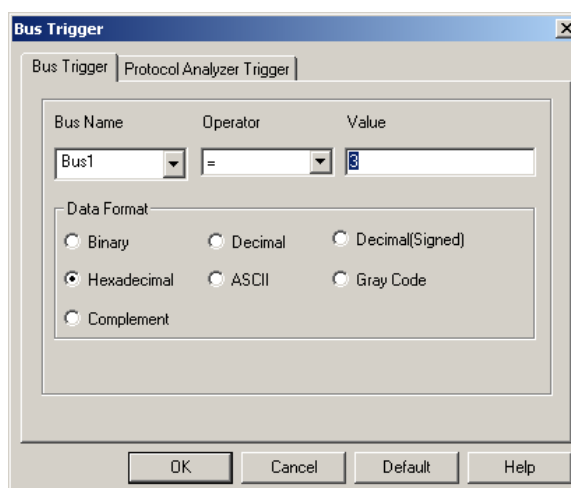 Bus Trigger
Bus Trigger Protocol Analyzer Trigger
Bus Name Operator Value
Bus1 = 3
Data Format
Binary Decimal Decimal(Signed)
Hexadecimal ASCII Gray Code
Complement
OK Cancel Default Help